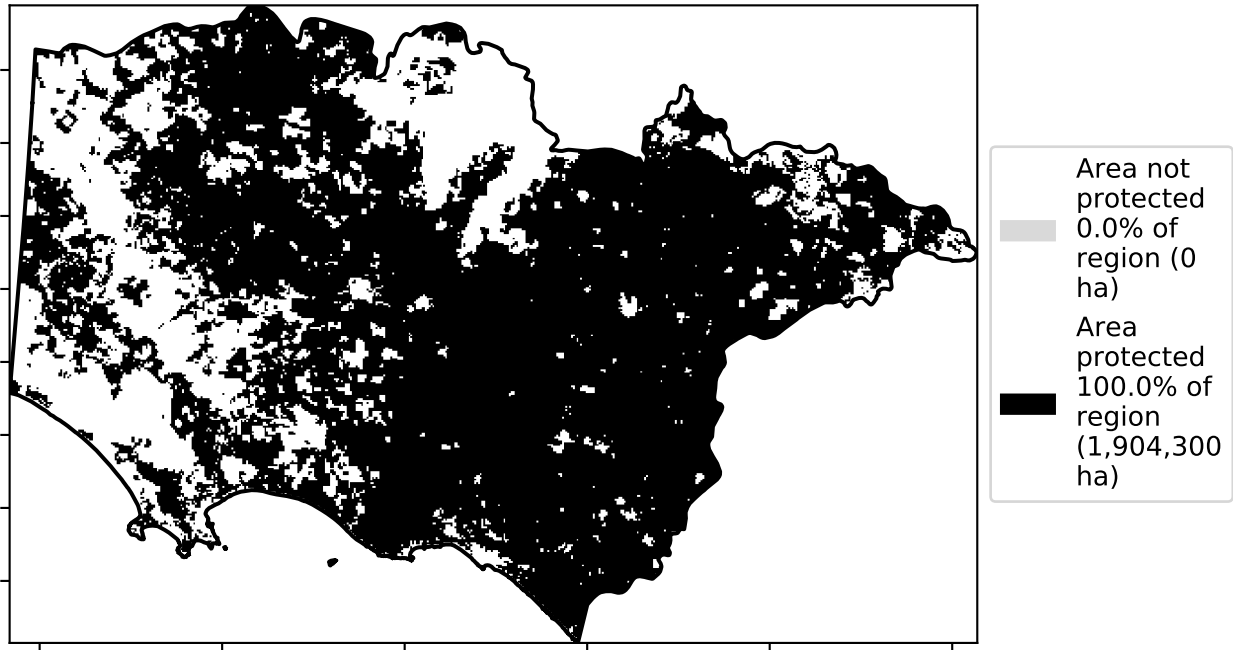 Area not
protected
0.0% of
region (0
ha)
Area
protected
100.0% of
region
(1,904,300
ha)